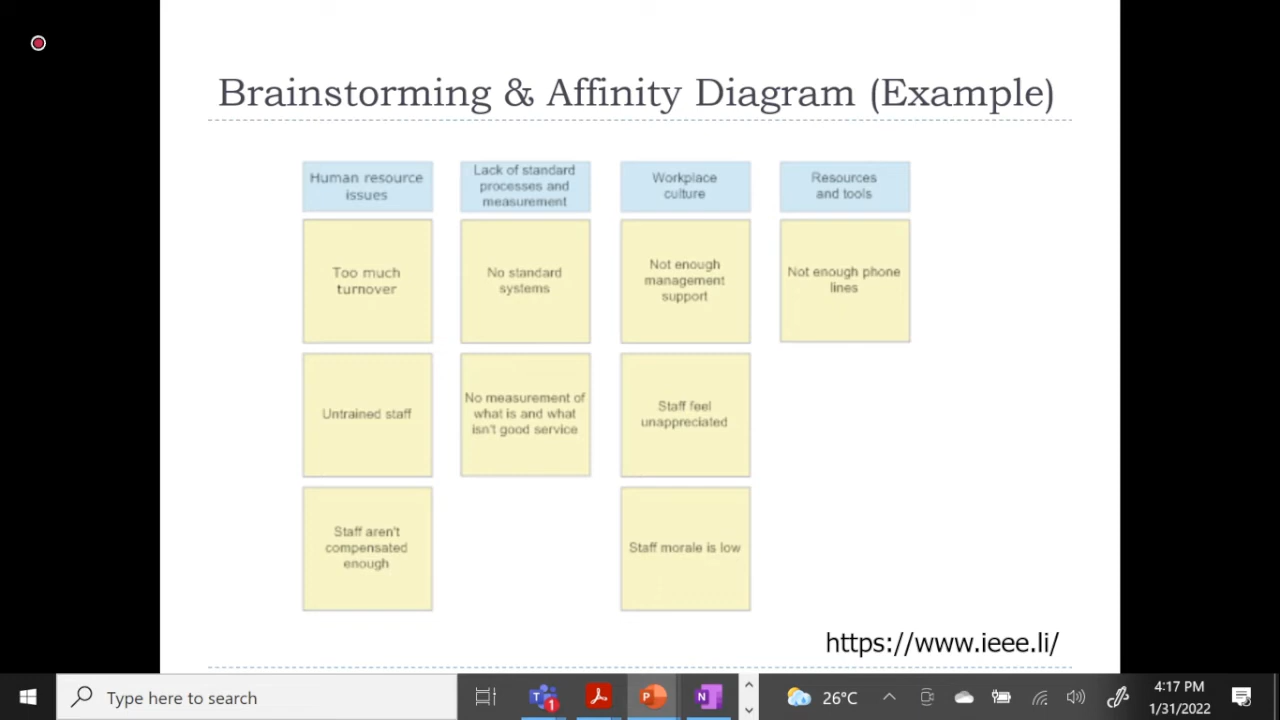 Brainstorming & Affinity Diagram (Example)
Human resource
issues
Lack of standard
processes and
measurement
Workplace
culture
Resources
and tools
Too much
turnover
No standard
systems
Not enough
management
support
Not enough phone
lines
Untrained staff
No measurement of
what is and what
isn't good service
Staff feel
unappreciated
Staff aren't
compensated
enough
Staff morale is low
https://www.ieee.li/
Type here to search
1
26°C
4:17 PM
1/31/2022